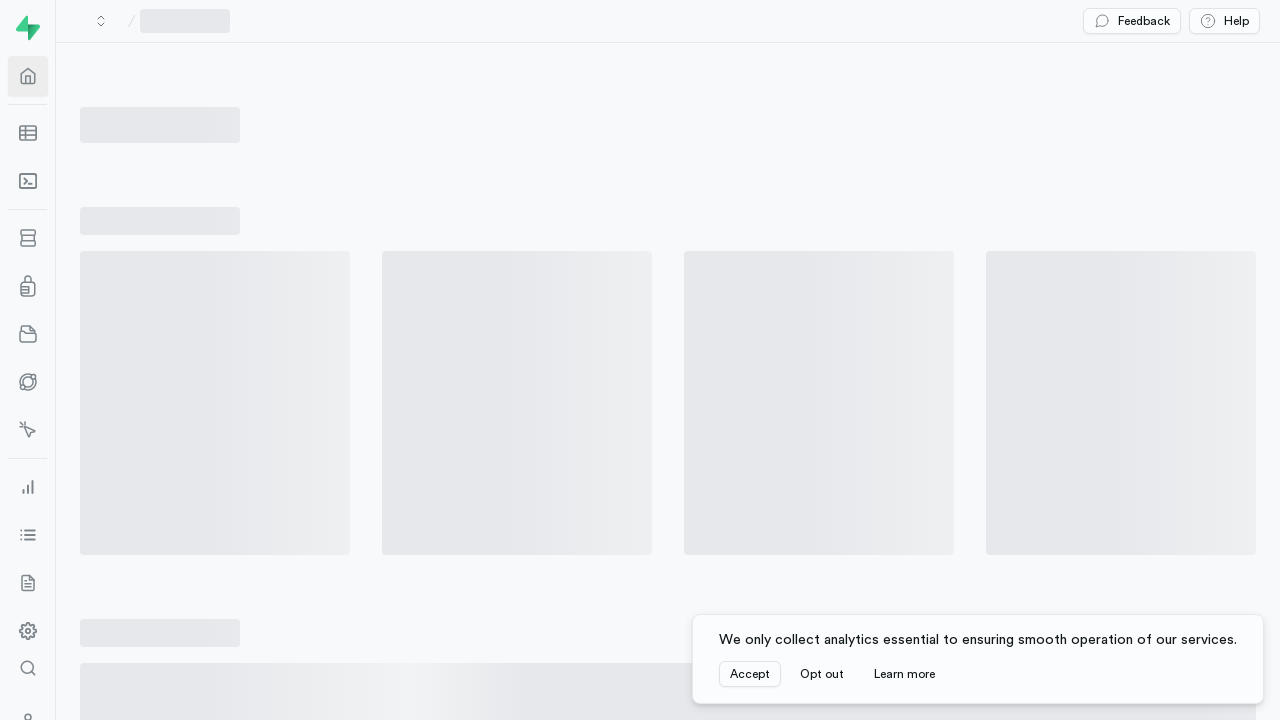 Feedback
Help
We only collect analytics essential to ensuring smooth operation of our services.
Accept
Opt out
Learn more